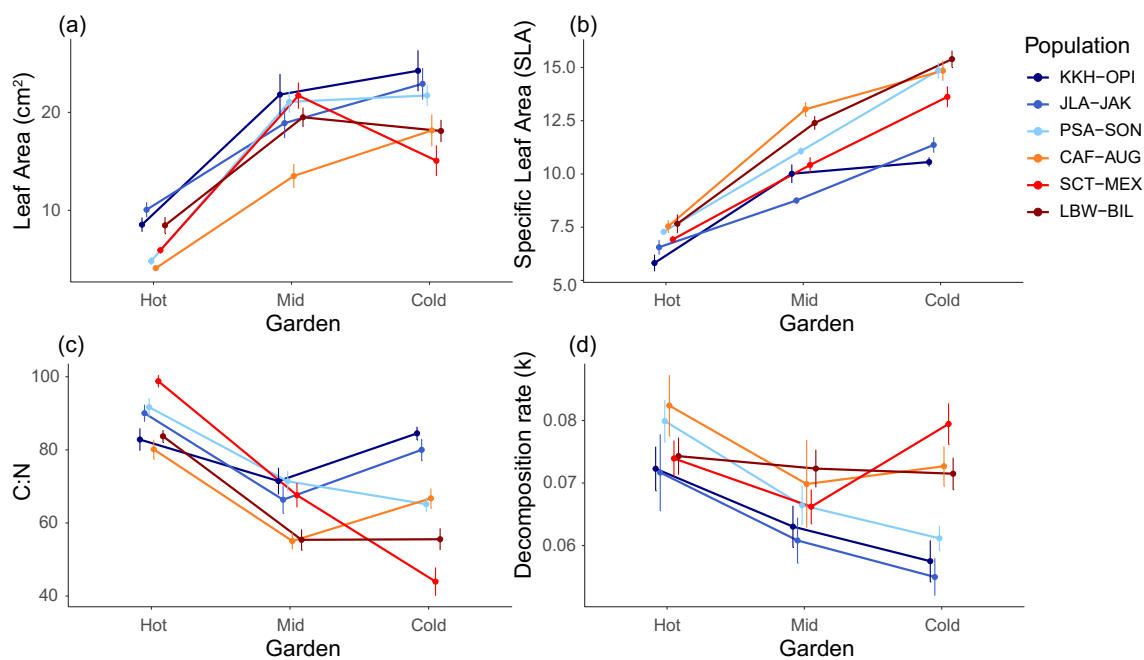 (a)
Leaf Area (cm²)
20
10
Hot
Mid
Cold
Garden
(b)
Specific Leaf Area (SLA)
15.0
12.5
10.0
7.5
5.0
Hot
Mid
Cold
Garden
Population
KKH−OPI
JLA−JAK
PSA−SON
CAF−AUG
SCT−MEX
LBW−BIL
(c)
C:N
100
80
60
40
Hot
Mid
Cold
Garden
(d)
Decomposition rate (k)
0.08
0.07
0.06
Hot
Mid
Cold
Garden